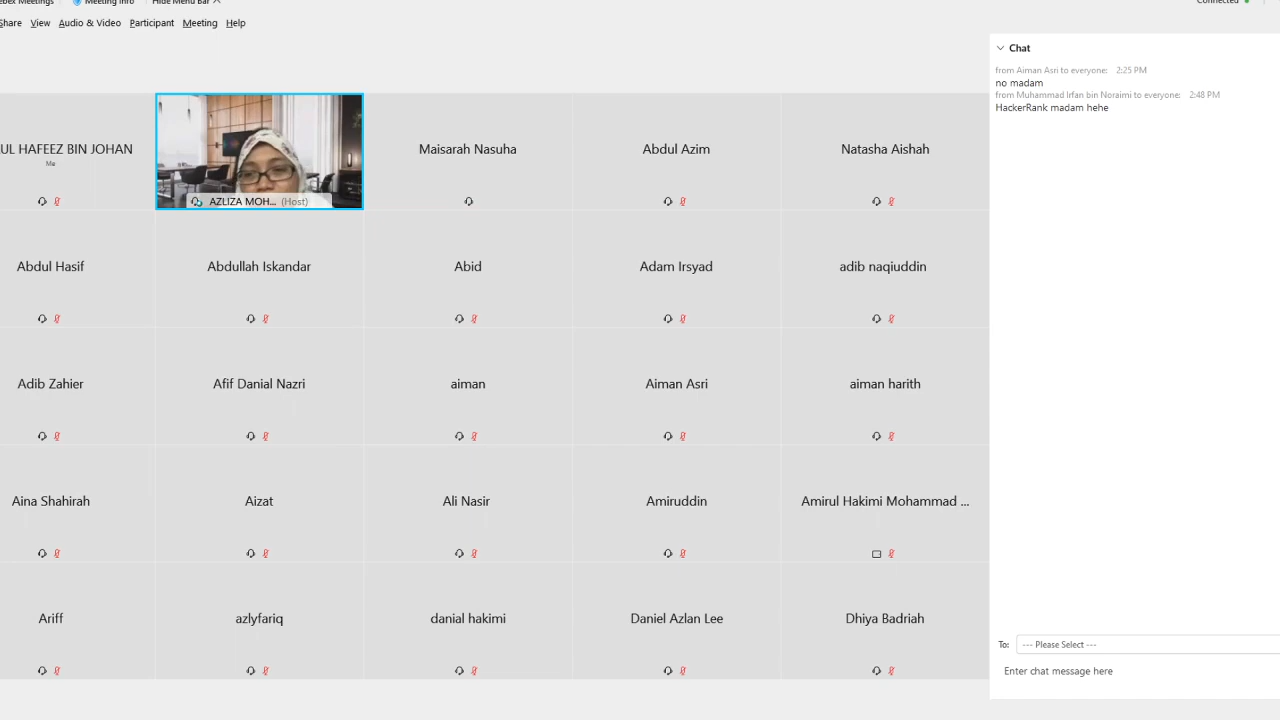 ebex Meetings Meeting Info Hide Menu Bar Connected
Share View Audio & Video Participant Meeting Help
Chat
from Aiman Asri to everyone: 2:25 PM
no madam
from Muhammad Irfan bin Noraimi to everyone: 2:48 PM
HackerRank madam hehe
UL HAFEEZ BIN JOHAN
Me
AZLIZA MOH... (Host)
Maisarah Nasuha
Abdul Azim
Natasha Aishah
Abdul Hasif
Abdullah Iskandar
Abid
Adam Irsyad
adib naqiuddin
Adib Zahier
Afif Danial Nazri
aiman
Aiman Asri
aiman harith
Aina Shahirah
Aizat
Ali Nasir
Amiruddin
Amirul Hakimi Mohammad ...
Ariff
azlyfariq
danial hakimi
Daniel Azlan Lee
Dhiya Badriah
To: --- Please Select ---
Enter chat message here